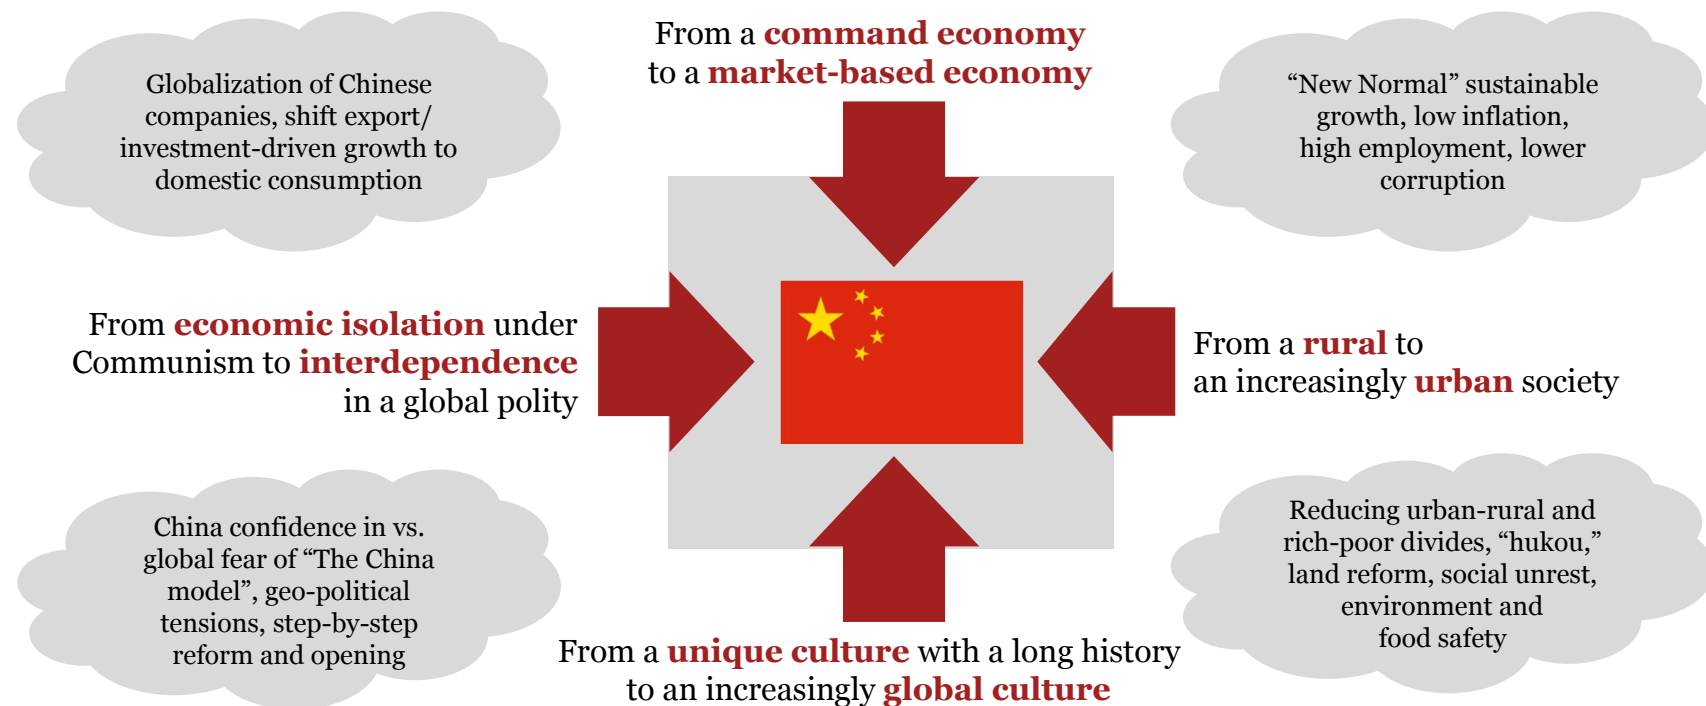 From a command economy
to a market-based economy
Globalization of Chinese
companies, shift export/
investment-driven growth to
domestic consumption
“New Normal” sustainable
growth, low inflation,
high employment, lower
corruption
From economic isolation under
Communism to interdependence
in a global polity
From a rural to
an increasingly urban society
China confidence in vs.
global fear of “The China
model”, geo-political
tensions, step-by-step
reform and opening
Reducing urban-rural and
rich-poor divides, “hukou,”
land reform, social unrest,
environment and
food safety
From a unique culture with a long history
to an increasingly global culture